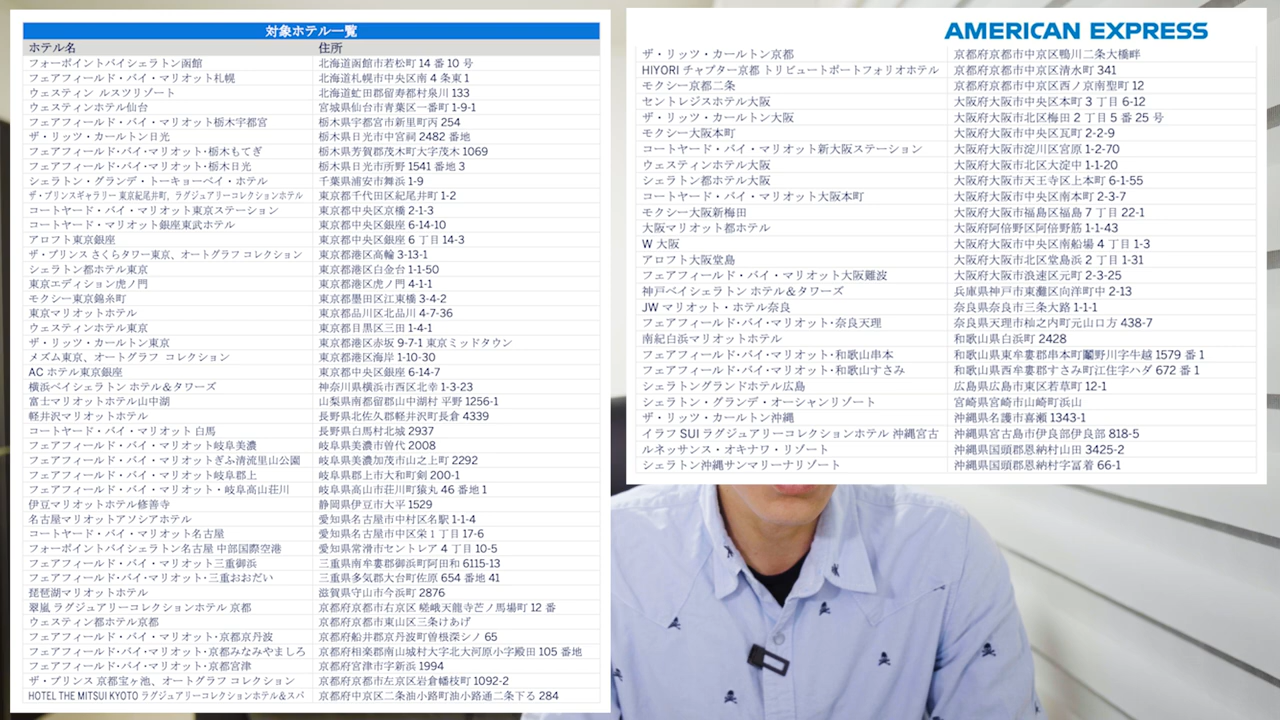 対象ホテル一覧
ホテル名 住所
フォーポイントバイシェラトン函館 北海道函館市若松町 14 番 10 号
フェアフィールド・バイ・マリオット札幌 北海道札幌市中央区南 4 条東 1
ウェスティン ルスツリゾート 北海道虻田郡留寿都村泉川 133
ウェスティンホテル仙台 宮城県仙台市青葉区一番町 1-9-1
フェアフィールド・バイ・マリオット栃木宇都宮 栃木県宇都宮市新里町丙 254
ザ・リッツ・カールトン日光 栃木県日光市中宮祠 2482 番地
フェアフィールド・バイ・マリオット・栃木もてぎ 栃木県芳賀郡茂木町大字茂木 1069
フェアフィールド・バイ・マリオット・栃木日光 栃木県日光市所野 1541 番地 3
シェラトン・グランデ・トーキョーベイ・ホテル 千葉県浦安市舞浜 1-9
ザ・プリンスギャラリー 東京紀尾井町, ラグジュアリーコレクションホテル 東京都千代田区紀尾井町 1-2
コートヤード・バイ・マリオット東京ステーション 東京都中央区京橋 2-1-3
コートヤード・マリオット銀座東武ホテル 東京都中央区銀座 6-14-10
アロフト東京銀座 東京都中央区銀座 6 丁目 14-3
ザ・プリンス さくらタワー東京、オートグラフ コレクション 東京都港区高輪 3-13-1
シェラトン都ホテル東京 東京都港区白金台 1-1-50
東京エディション虎ノ門 東京都港区虎ノ門 4-1-1
モクシー東京錦糸町 東京都墨田区江東橋 3-4-2
東京マリオットホテル 東京都品川区北品川 4-7-36
ウェスティンホテル東京 東京都目黒区三田 1-4-1
ザ・リッツ・カールトン東京 東京都港区赤坂 9-7-1 東京ミッドタウン
メズム東京、オートグラフ コレクション 東京都港区海岸 1-10-30
AC ホテル東京銀座 東京都中央区銀座 6-14-7
横浜ベイシェラトン ホテル＆タワーズ 神奈川県横浜市西区北幸 1-3-23
富士マリオットホテル山中湖 山梨県南都留郡山中湖村 平野 1256-1
軽井沢マリオットホテル 長野県北佐久郡軽井沢町長倉 4339
コートヤード・バイ・マリオット 白馬 長野県白馬村北城 2937
フェアフィールド・バイ・マリオット岐阜美濃 岐阜県美濃市曽代 2008
フェアフィールド・バイ・マリオットぎふ清流里山公園 岐阜県美濃加茂市山之上町 2292
フェアフィールド・バイ・マリオット岐阜郡上 岐阜県郡上市大和町剣 200-1
フェアフィールド・バイ・マリオット・岐阜高山荘川 岐阜県高山市荘川町猿丸 46 番地 1
伊豆マリオットホテル修善寺 静岡県伊豆市大平 1529
名古屋マリオットアソシアホテル 愛知県名古屋市中村区名駅 1-1-4
コートヤード・バイ・マリオット名古屋 愛知県名古屋市中区栄 1 丁目 17-6
フォーポイントバイシェラトン名古屋 中部国際空港 愛知県常滑市セントレア 4 丁目 10-5
フェアフィールド・バイ・マリオット三重御浜 三重県南牟婁郡御浜町阿田和 6115-13
フェアフィールド・バイ・マリオット・三重おおだい 三重県多気郡大台町佐原 654 番地 41
琵琶湖マリオットホテル 滋賀県守山市今浜町 2876
翠嵐 ラグジュアリーコレクションホテル 京都 京都府京都市右京区 嵯峨天龍寺芒ノ馬場町 12 番
ウェスティン都ホテル京都 京都府京都市東山区三条けあげ
フェアフィールド・バイ・マリオット・京都京丹波 京都府船井郡京丹波町曽根深シノ 65
フェアフィールド・バイ・マリオット・京都みなみやましろ 京都府相楽郡南山城村大字北大河原小字殿田 105 番地
フェアフィールド・バイ・マリオット・京都宮津 京都府宮津市字新浜 1994
ザ・プリンス 京都宝ヶ池、オートグラフ コレクション 京都府京都市左京区岩倉幡枝町 1092-2
HOTEL THE MITSUI KYOTO ラグジュアリーコレクションホテル＆スパ 京都府中京区二条油小路町油小路通二条下る 284
AMERICAN EXPRESS
ザ・リッツ・カールトン京都 京都府京都市中京区鴨川二条大橋畔
HIYORI チャプター京都 トリビュートポートフォリオホテル 京都府京都市中京区清水町 341
モクシー京都二条 京都府京都市中京区西ノ京南聖町 12
セントレジスホテル大阪 大阪府大阪市中央区本町 3 丁目 6-12
ザ・リッツ・カールトン大阪 大阪府大阪市北区梅田 2 丁目 5 番 25 号
モクシー大阪本町 大阪府大阪市中央区瓦町 2-2-9
コートヤード・バイ・マリオット新大阪ステーション 大阪府大阪市淀川区宮原 1-2-70
ウェスティンホテル大阪 大阪府大阪市北区大淀中 1-1-20
シェラトン都ホテル大阪 大阪府大阪市天王寺区上本町 6-1-55
コートヤード・バイ・マリオット大阪本町 大阪府大阪市中央区南本町 2-3-7
モクシー大阪新梅田 大阪府大阪市福島区福島 7 丁目 22-1
大阪マリオット都ホテル 大阪府阿倍野区阿倍野筋 1-1-43
W 大阪 大阪府大阪市中央区南船場 4 丁目 1-3
アロフト大阪堂島 大阪府大阪市北区堂島浜 2 丁目 1-31
フェアフィールド・バイ・マリオット大阪難波 大阪府大阪市浪速区元町 2-3-25
神戸ベイシェラトン ホテル＆タワーズ 兵庫県神戸市東灘区向洋町中 2-13
JW マリオット・ホテル奈良 奈良県奈良市三条大路 1-1-1
フェアフィールド・バイ・マリオット・奈良天理 奈良県天理市杣之内町元山口方 438-7
南紀白浜マリオットホテル 和歌山県白浜町 2428
フェアフィールド・バイ・マリオット・和歌山串本 和歌山県東牟婁郡串本町鬮野川字牛越 1579 番 1
フェアフィールド・バイ・マリオット・和歌山すさみ 和歌山県西牟婁郡すさみ町江住字ハダ 672 番 1
シェラトングランドホテル広島 広島県広島市東区若草町 12-1
シェラトン・グランデ・オーシャンリゾート 宮崎県宮崎市山崎町浜山
ザ・リッツ・カールトン沖縄 沖縄県名護市喜瀬 1343-1
イラフ SUI ラグジュアリーコレクションホテル 沖縄宮古 沖縄県宮古島市伊良部伊良部 818-5
ルネッサンス・オキナワ・リゾート 沖縄県国頭郡恩納村山田 3425-2
シェラトン沖縄サンマリーナリゾート 沖縄県国頭郡恩納村字冨着 66-1